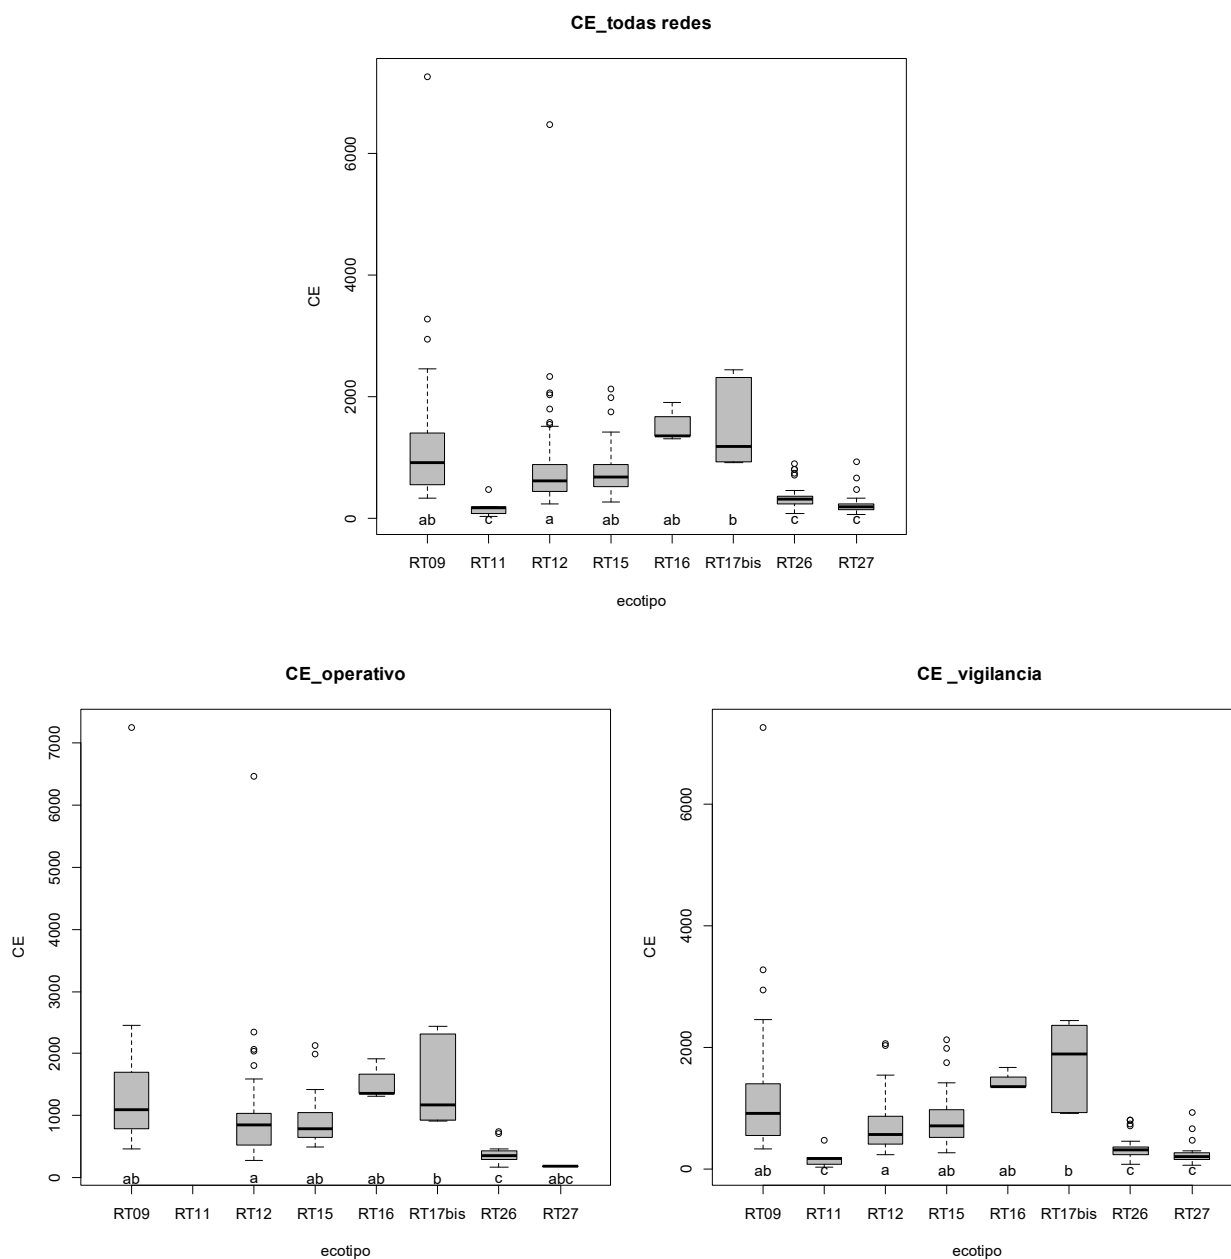 CE_todas redes
6000
4000
CE
2000
0
ab c a ab ab b c c
RT09 RT11 RT12 RT15 RT16 RT17bis RT26 RT27
ecotipo
CE_operativo
7000
6000
5000
4000
CE
3000
2000
1000
0
ab a ab ab b c abc
RT09 RT11 RT12 RT15 RT16 RT17bis RT26 RT27
ecotipo
CE _vigilancia
6000
4000
CE
2000
0
ab c a ab ab b c c
RT09 RT11 RT12 RT15 RT16 RT17bis RT26 RT27
ecotipo